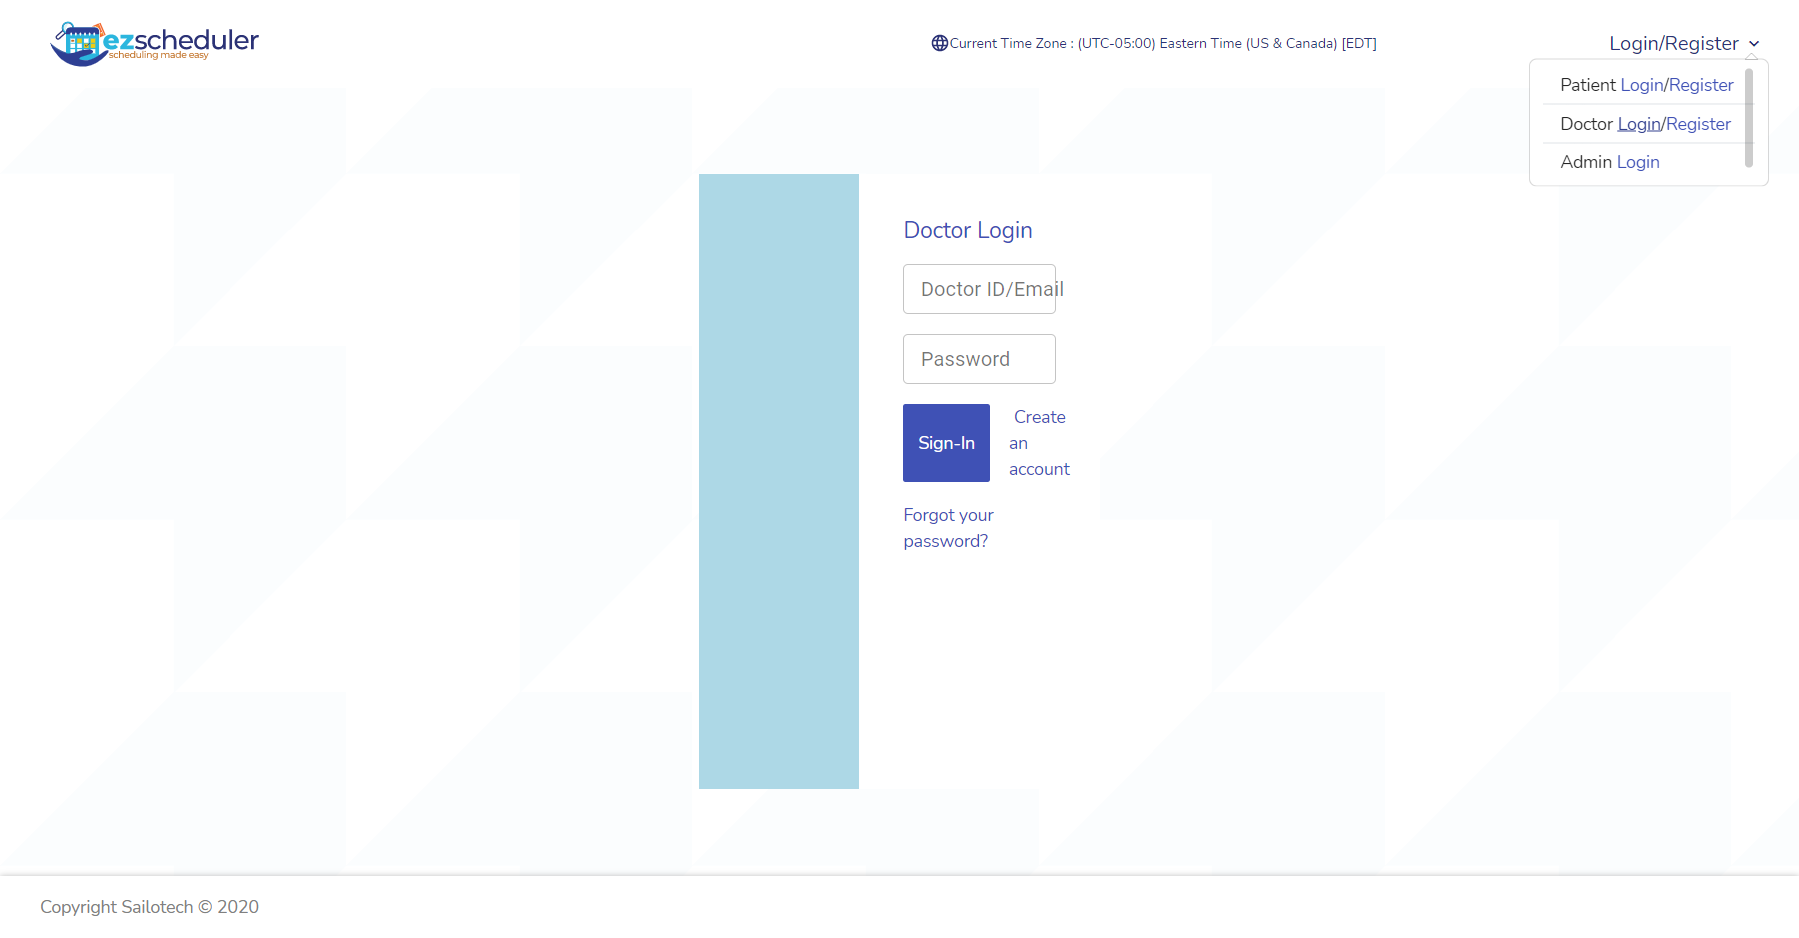 ezscheduler
scheduling made easy
Current Time Zone : (UTC-05:00) Eastern Time (US & Canada) [EDT]
Login/Register
Patient Login/Register
Doctor Login/Register
Admin Login
Doctor Login
Doctor ID/Email
Password
Sign-In
Create
an
account
Forgot your
password?
Copyright Sailotech © 2020